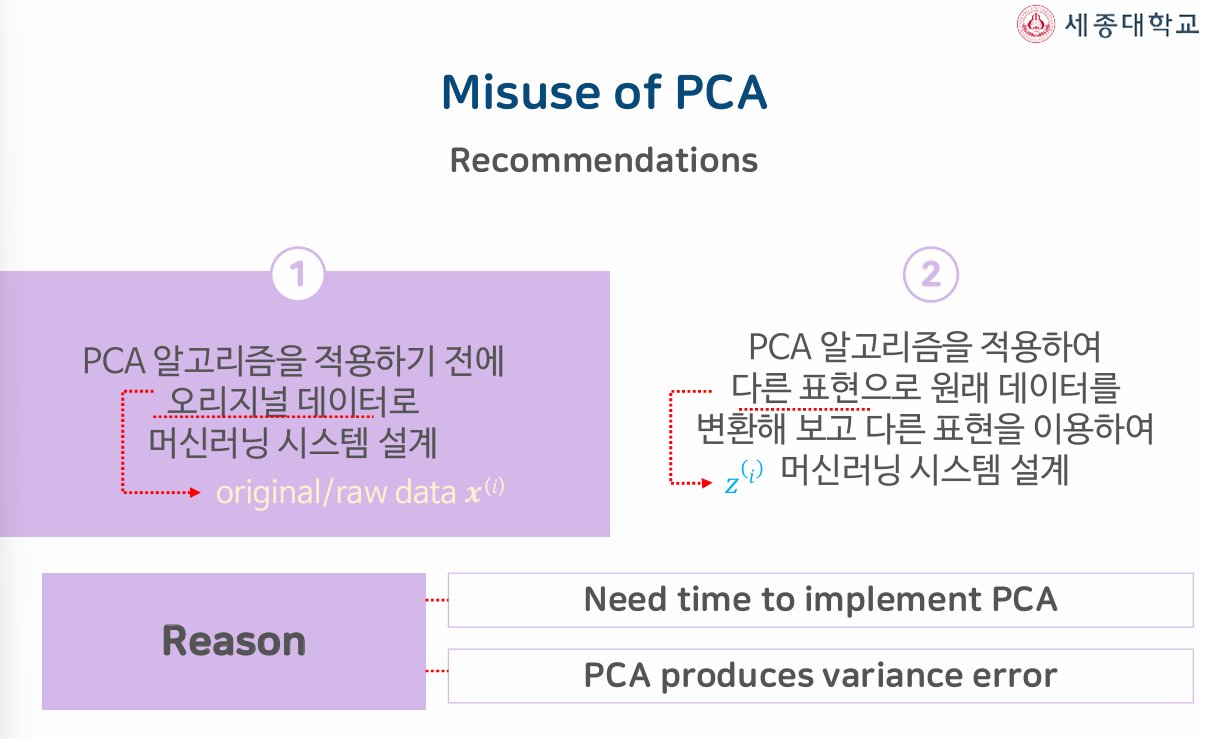 세종대학교
Misuse of PCA
Recommendations
1
PCA 알고리즘을 적용하기 전에
오리지널 데이터로
머신러닝 시스템 설계
original/raw data x⁽ⁱ⁾
2
PCA 알고리즘을 적용하여
다른 표현으로 원래 데이터를
변환해 보고 다른 표현을 이용하여
z⁽ⁱ⁾ 머신러닝 시스템 설계
Reason
Need time to implement PCA
PCA produces variance error